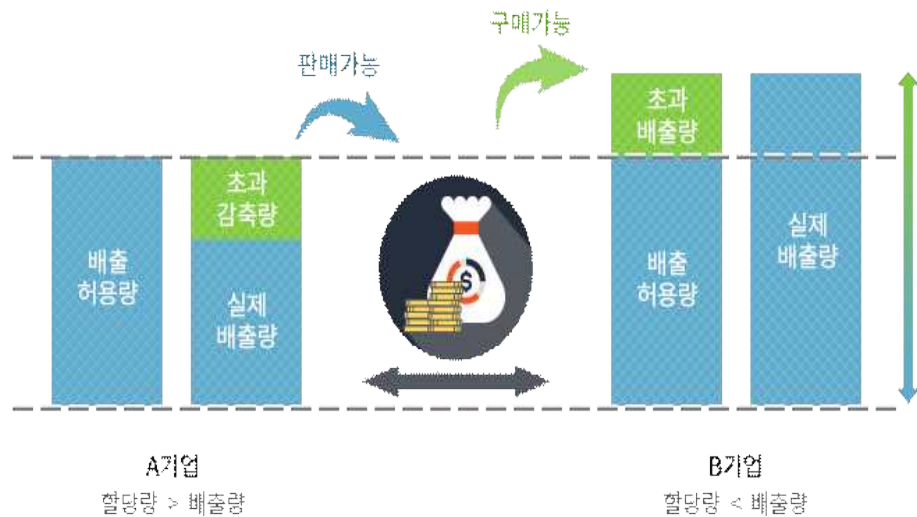 구매가능
판매가능
초과
배출량
초과
감축량
배출
허용량
실제
배출량
$
배출
허용량
실제
배출량
A기업
할당량 > 배출량
B기업
할당량 < 배출량